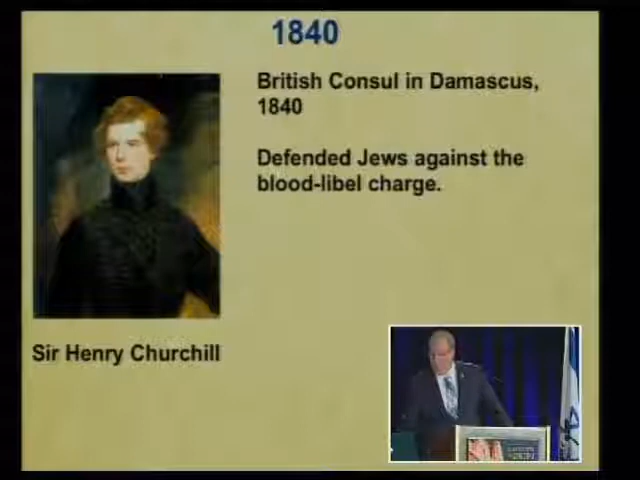 1840
British Consul in Damascus,
1840
Defended Jews against the
blood-libel charge.
Sir Henry Churchill